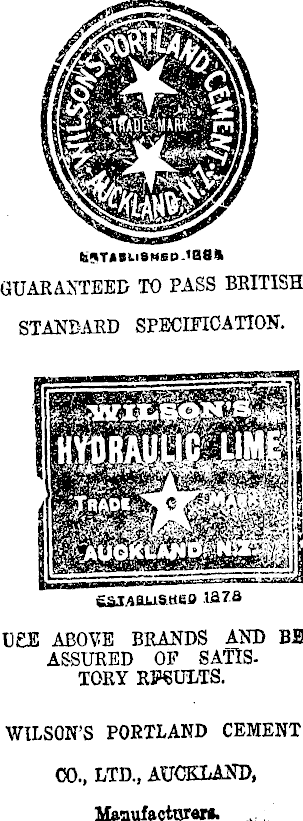 WILSON'S PORTLAND CEMENT
TRADE MARK
AUCKLAND, N.Z.
ESTABLISHED 1884
GUARANTEED TO PASS BRITISH
STANDARD SPECIFICATION.
WILSON'S
HYDRAULIC LIME
TRADE MARK
AUCKLAND N.Z.
ESTABLISHED 1878
USE ABOVE BRANDS AND BE
ASSURED OF SATIS-
TORY RESULTS.
WILSON'S PORTLAND CEMENT
CO., LTD., AUCKLAND,
Manufacturers.